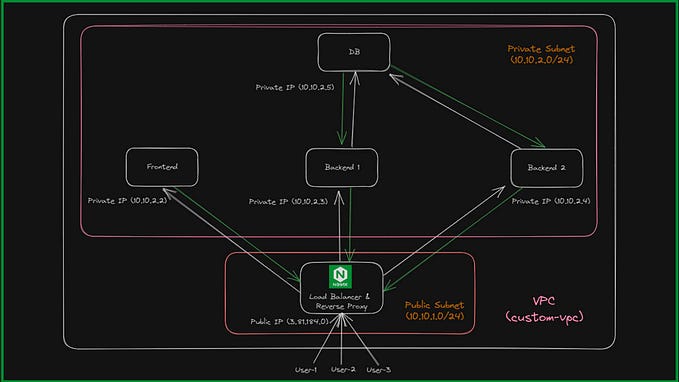 DB
Private Subnet
(10.10.2.0/24)
Private IP (10.10.2.5)
Frontend
Backend 1
Backend 2
Private IP (10.10.2.2)
Private IP (10.10.2.3)
Private IP (10.10.2.4)
NGINX
Load Balancer &
Reverse Proxy
Public Subnet
(10.10.1.0/24)
VPC
(custom-vpc)
Public IP (3.81.184.0)
User-1
User-2
User-3